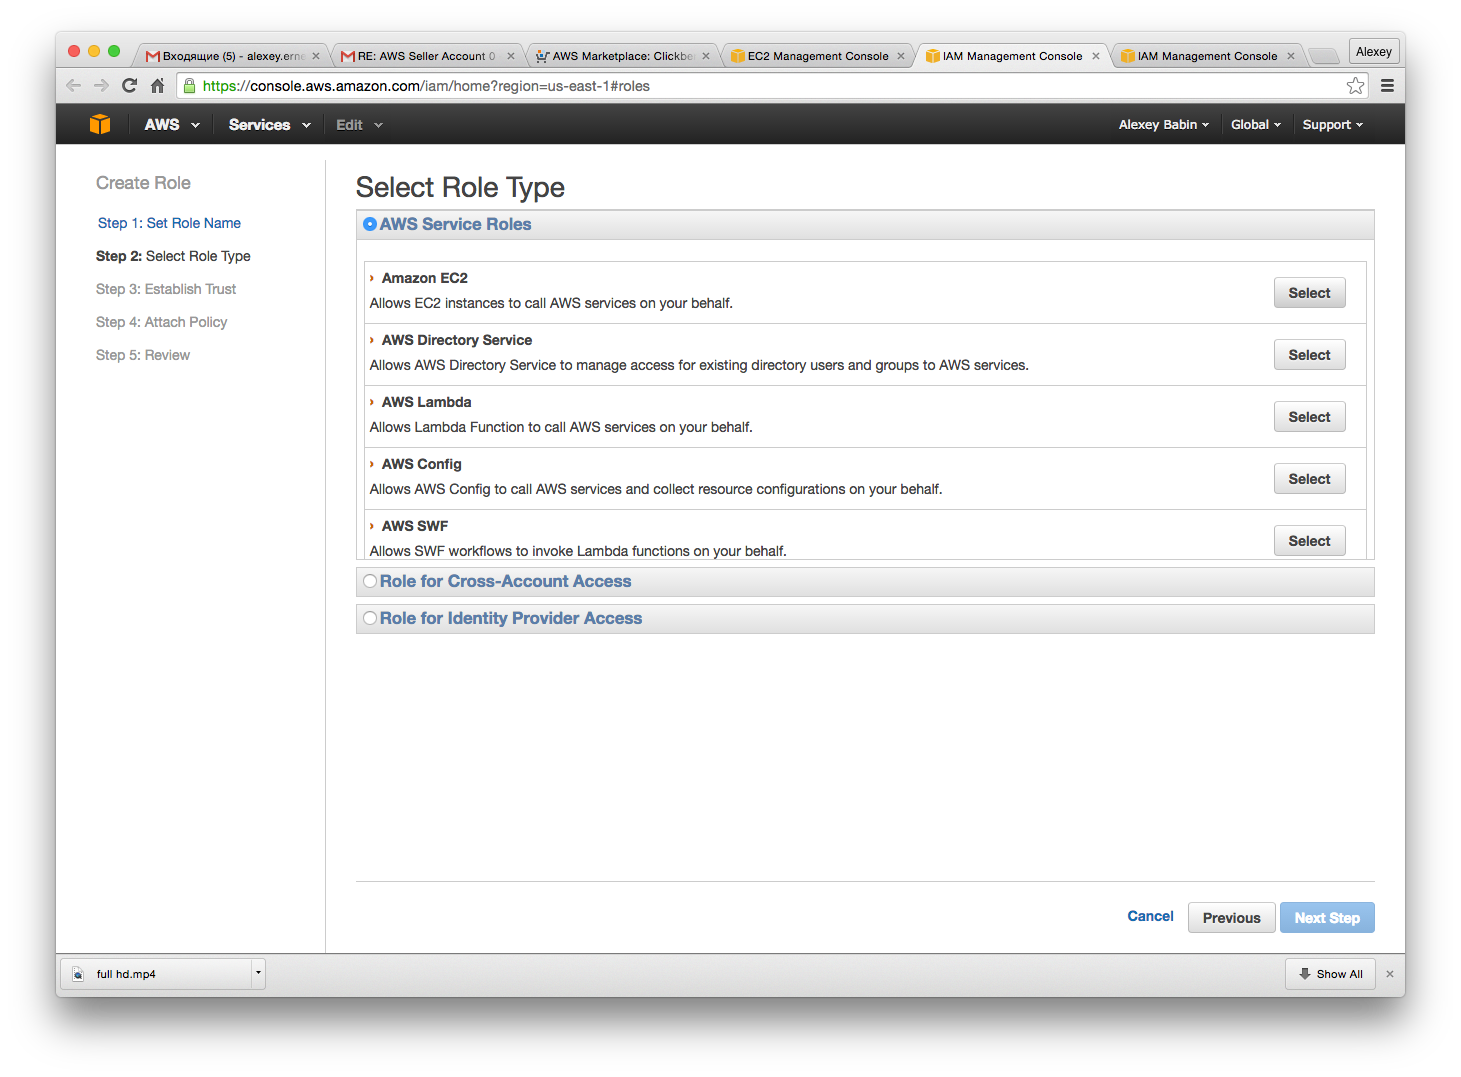 Входящие (5) - alexey.erne
RE: AWS Seller Account 0
AWS Marketplace: Clickbe
EC2 Management Console
IAM Management Console
IAM Management Console
Alexey
https://console.aws.amazon.com/iam/home?region=us-east-1#roles
AWS
Services
Edit
Alexey Babin
Global
Support
Create Role
Step 1: Set Role Name
Step 2: Select Role Type
Step 3: Establish Trust
Step 4: Attach Policy
Step 5: Review
Select Role Type
AWS Service Roles
Amazon EC2
Allows EC2 instances to call AWS services on your behalf.
Select
AWS Directory Service
Allows AWS Directory Service to manage access for existing directory users and groups to AWS services.
Select
AWS Lambda
Allows Lambda Function to call AWS services on your behalf.
Select
AWS Config
Allows AWS Config to call AWS services and collect resource configurations on your behalf.
Select
AWS SWF
Allows SWF workflows to invoke Lambda functions on your behalf.
Select
Role for Cross-Account Access
Role for Identity Provider Access
Cancel
Previous
Next Step
full hd.mp4
Show All